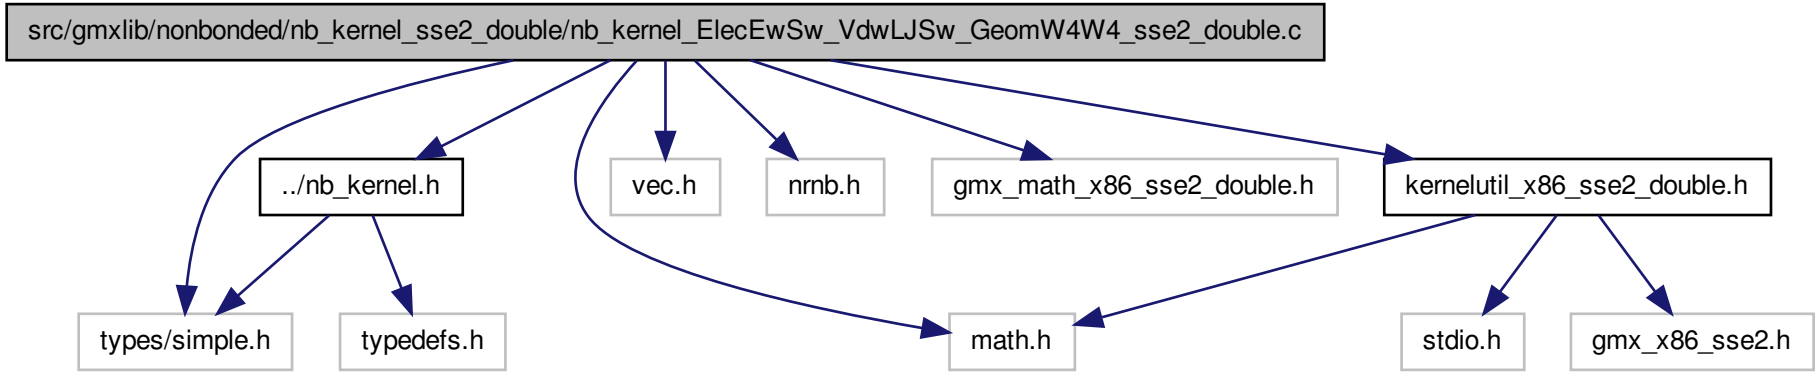 src/gmxlib/nonbonded/nb_kernel_sse2_double/nb_kernel_ElecEwSw_VdwLJSw_GeomW4W4_sse2_double.c
../nb_kernel.h
vec.h
nrnb.h
gmx_math_x86_sse2_double.h
kernelutil_x86_sse2_double.h
types/simple.h
typedefs.h
math.h
stdio.h
gmx_x86_sse2.h